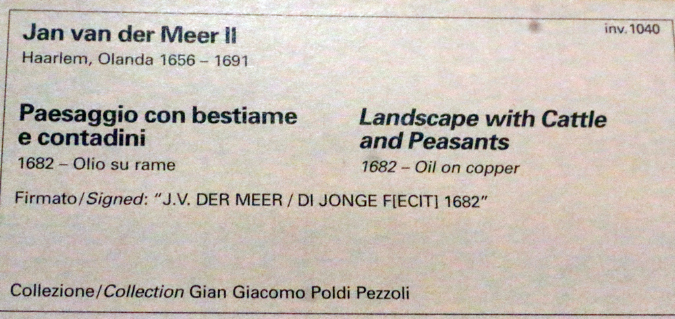 Jan van der Meer II
inv. 1040
Haarlem, Olanda 1656 – 1691
Paesaggio con bestiame
e contadini
1682 – Olio su rame
Landscape with Cattle
and Peasants
1682 – Oil on copper
Firmato/Signed: "J.V. DER MEER / DI JONGE F[ECIT] 1682"
Collezione/Collection Gian Giacomo Poldi Pezzoli